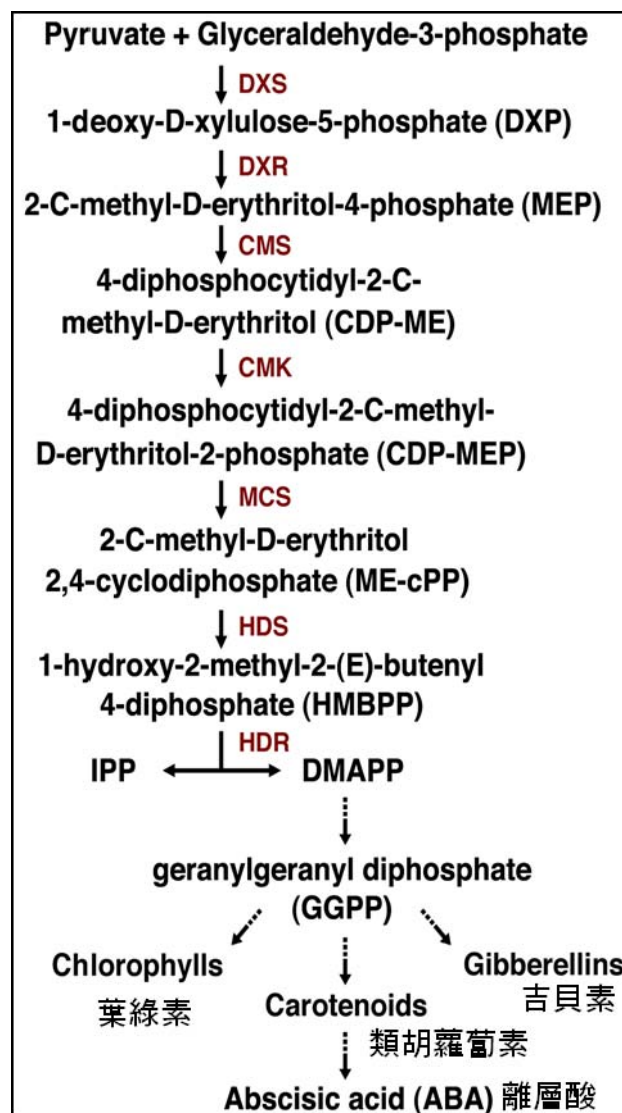 Pyruvate + Glyceraldehyde-3-phosphate
DXS
1-deoxy-D-xylulose-5-phosphate (DXP)
DXR
2-C-methyl-D-erythritol-4-phosphate (MEP)
CMS
4-diphosphocytidyl-2-C-
methyl-D-erythritol (CDP-ME)
CMK
4-diphosphocytidyl-2-C-methyl-
D-erythritol-2-phosphate (CDP-MEP)
MCS
2-C-methyl-D-erythritol
2,4-cyclodiphosphate (ME-cPP)
HDS
1-hydroxy-2-methyl-2-(E)-butenyl
4-diphosphate (HMBPP)
HDR
IPP DMAPP
geranylgeranyl diphosphate
(GGPP)
Chlorophylls
葉綠素
Carotenoids
類胡蘿蔔素
Gibberellins
吉貝素
Abscisic acid (ABA) 離層酸